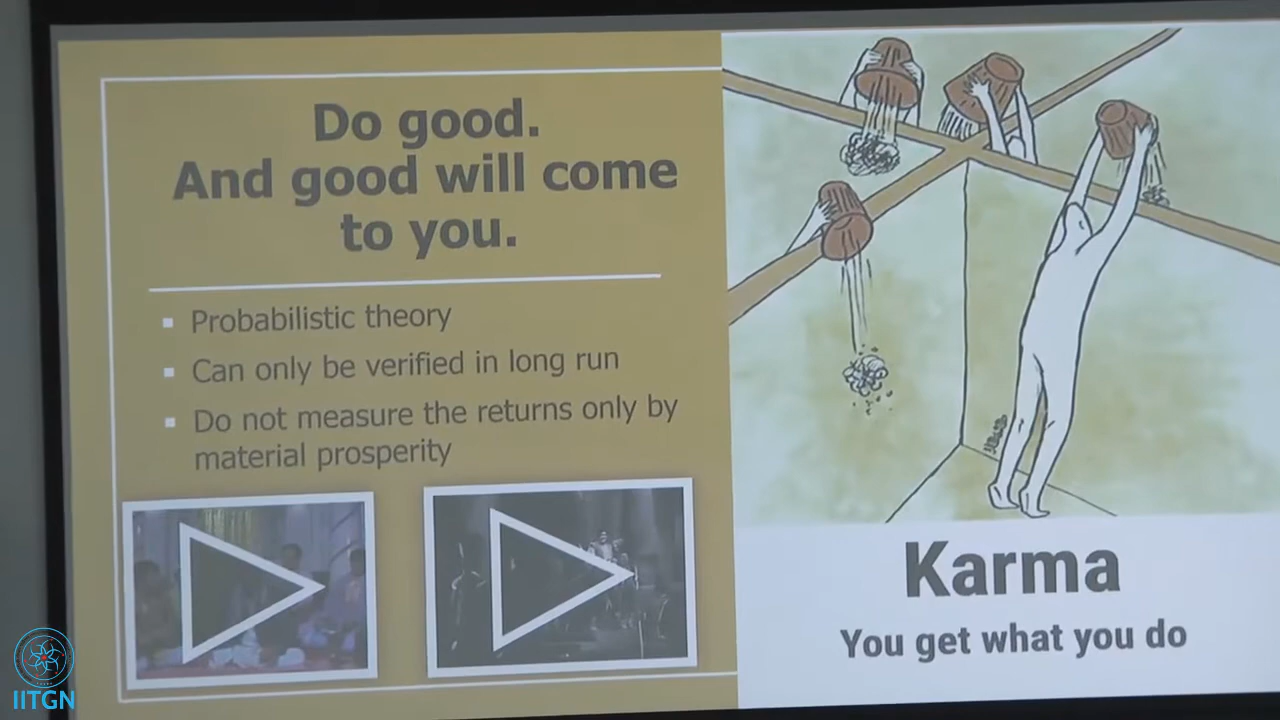 Do good.
And good will come
to you.
Probabilistic theory
Can only be verified in long run
Do not measure the returns only by
material prosperity
Karma
You get what you do
IITGN